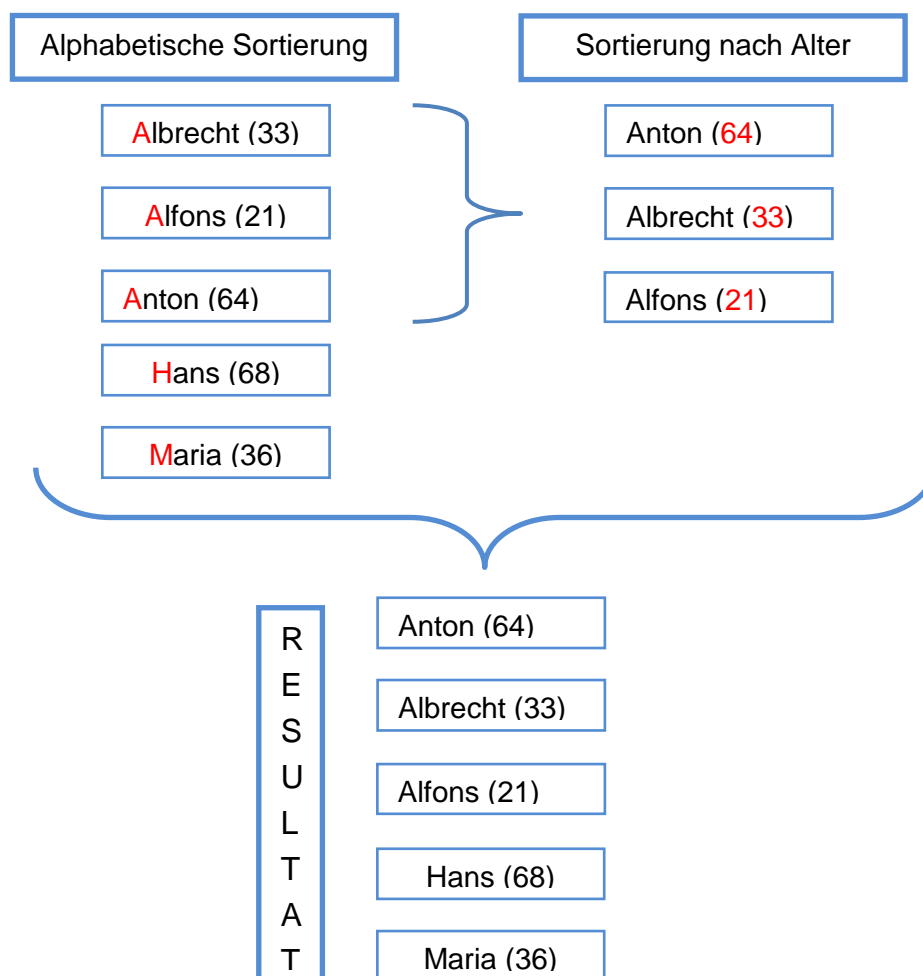 Alphabetische Sortierung
Albrecht (33)
Alfons (21)
Anton (64)
Hans (68)
Maria (36)
Sortierung nach Alter
Anton (64)
Albrecht (33)
Alfons (21)
R
E
S
U
L
T
A
T
Anton (64)
Albrecht (33)
Alfons (21)
Hans (68)
Maria (36)